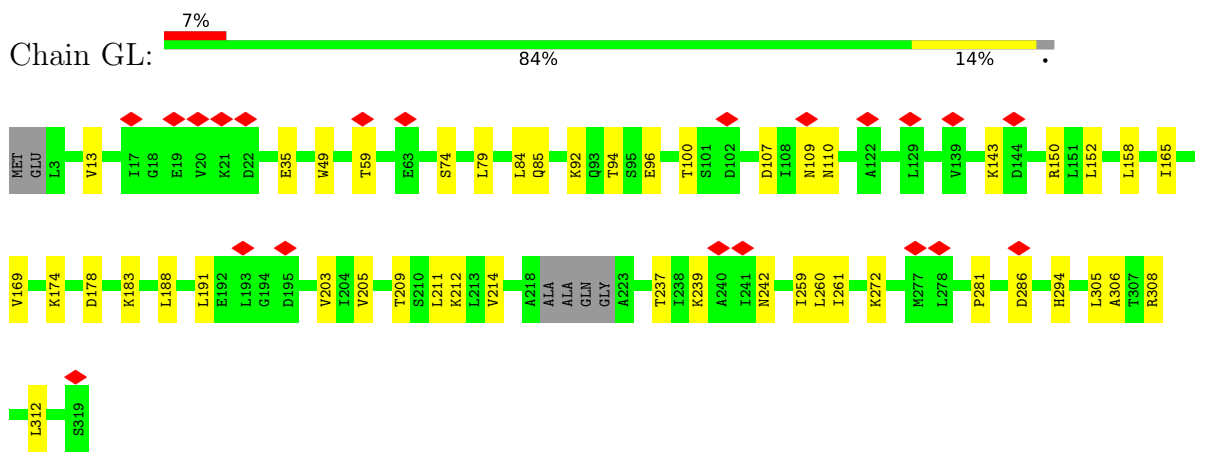 7%
Chain GL:
84% 14% •
MET GLU L3 V13 I17 G18 E19 V20 K21 D22 E35 W49 T59 E63 S74 L79 L84 Q85 K92 Q93 T94 S95 E96 T100 S101 D102 D107 I108 N109 N110 A122 L129 V139 K143 D144 R150 L151 L152 L158 I165
V169 K174 D178 K183 L188 L191 E192 L193 G194 D195 V203 I204 V205 T209 S210 L211 K212 L213 V214 A218 ALA ALA GLN GLY A223 T237 I238 K239 A240 I241 N242 I259 L260 I261 K272 M277 L278 P281 D286 H294 L305 A306 T307 R308
L312 S319